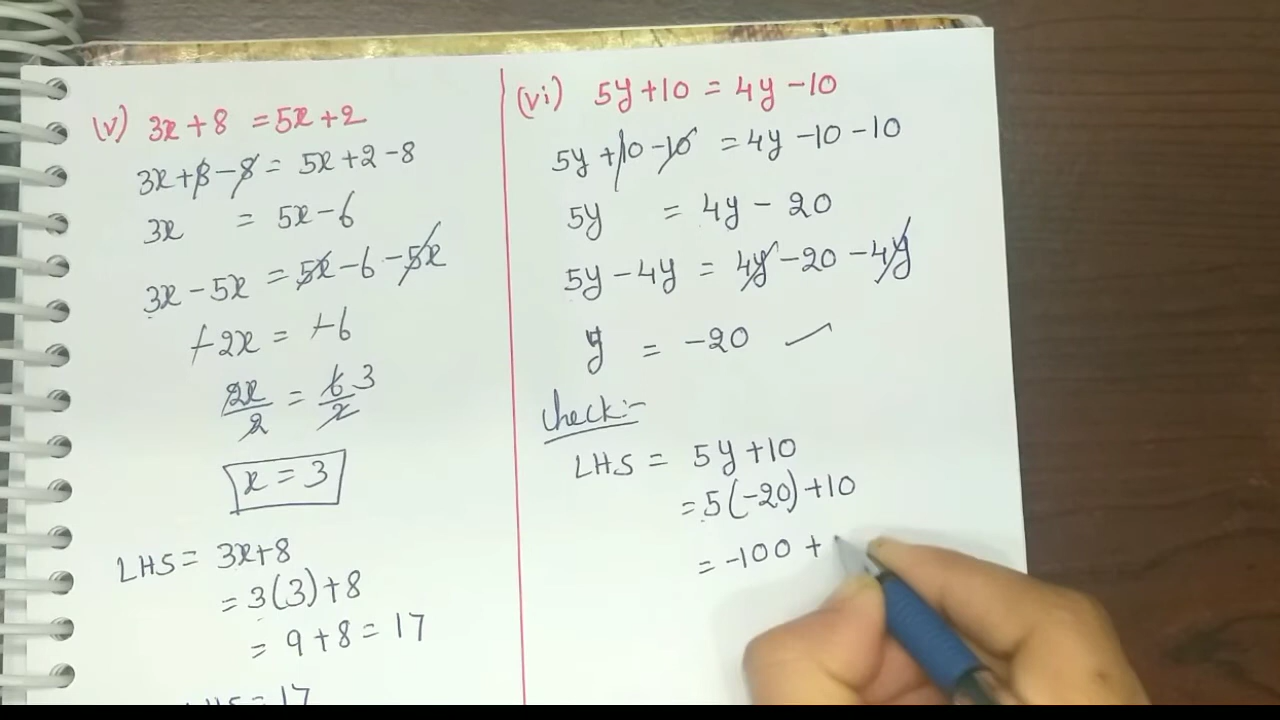 (v) 3x + 8 = 5x + 2
3x + 8 - 8 = 5x + 2 - 8
3x = 5x - 6
3x - 5x = 5x - 6 - 5x
-2x = -6
2x/2 = 6/2 3
x = 3
LHS = 3x + 8
= 3(3) + 8
= 9 + 8 = 17
LHS = 17
(vi) 5y + 10 = 4y - 10
5y + 10 - 10 = 4y - 10 - 10
5y = 4y - 20
5y - 4y = 4y - 20 - 4y
y = -20
Check:-
LHS = 5y + 10
= 5(-20) + 10
= -100 +